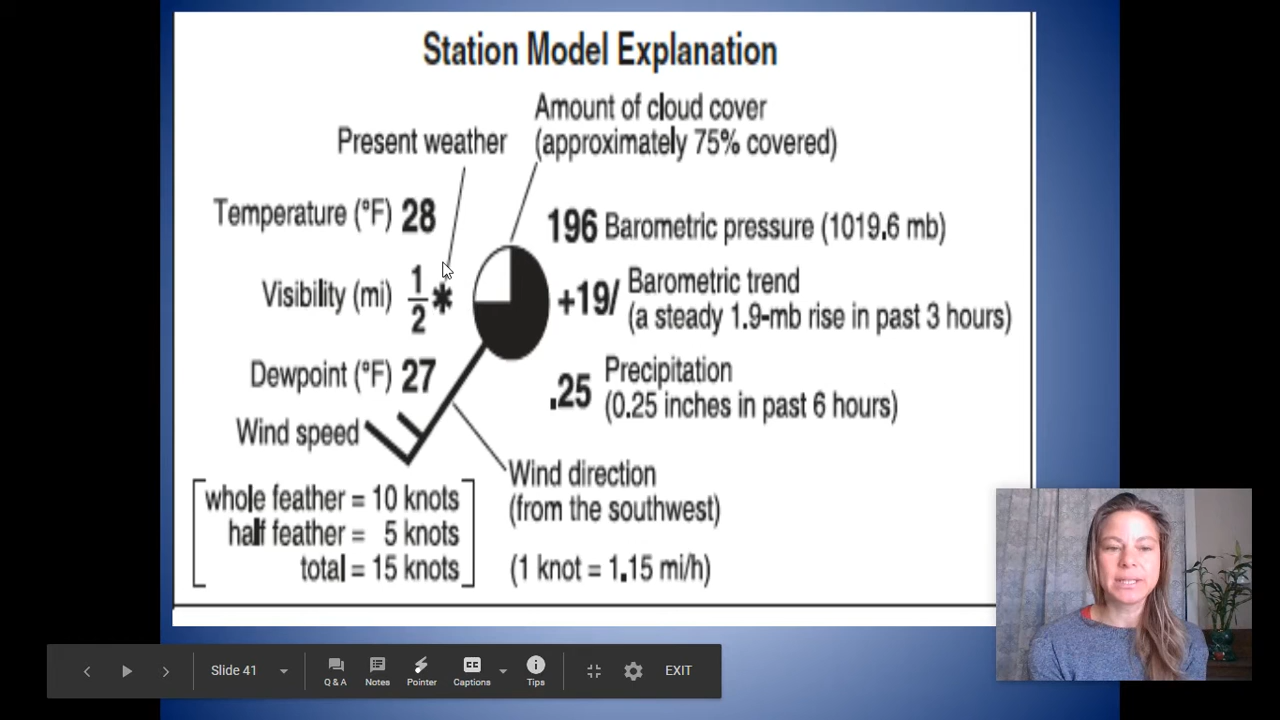 Station Model Explanation
Amount of cloud cover
(approximately 75% covered)
Present weather
Temperature (°F) 28
196 Barometric pressure (1019.6 mb)
Visibility (mi) 1/2 *
+19/ Barometric trend
(a steady 1.9-mb rise in past 3 hours)
Dewpoint (°F) 27
.25 Precipitation
(0.25 inches in past 6 hours)
Wind speed
whole feather = 10 knots
half feather = 5 knots
total = 15 knots
Wind direction
(from the southwest)
(1 knot = 1.15 mi/h)
Slide 41
Q & A
Notes
Pointer
CC
Captions
Tips
EXIT